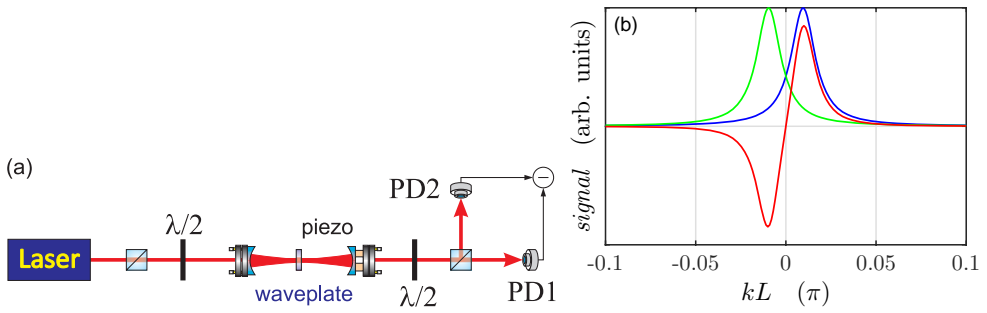 (a)
Laser
λ/2
waveplate
piezo
λ/2
PD2
PD1
−
(b)
signal (arb. units)
-0.1 -0.05 0 0.05 0.1
kL (π)